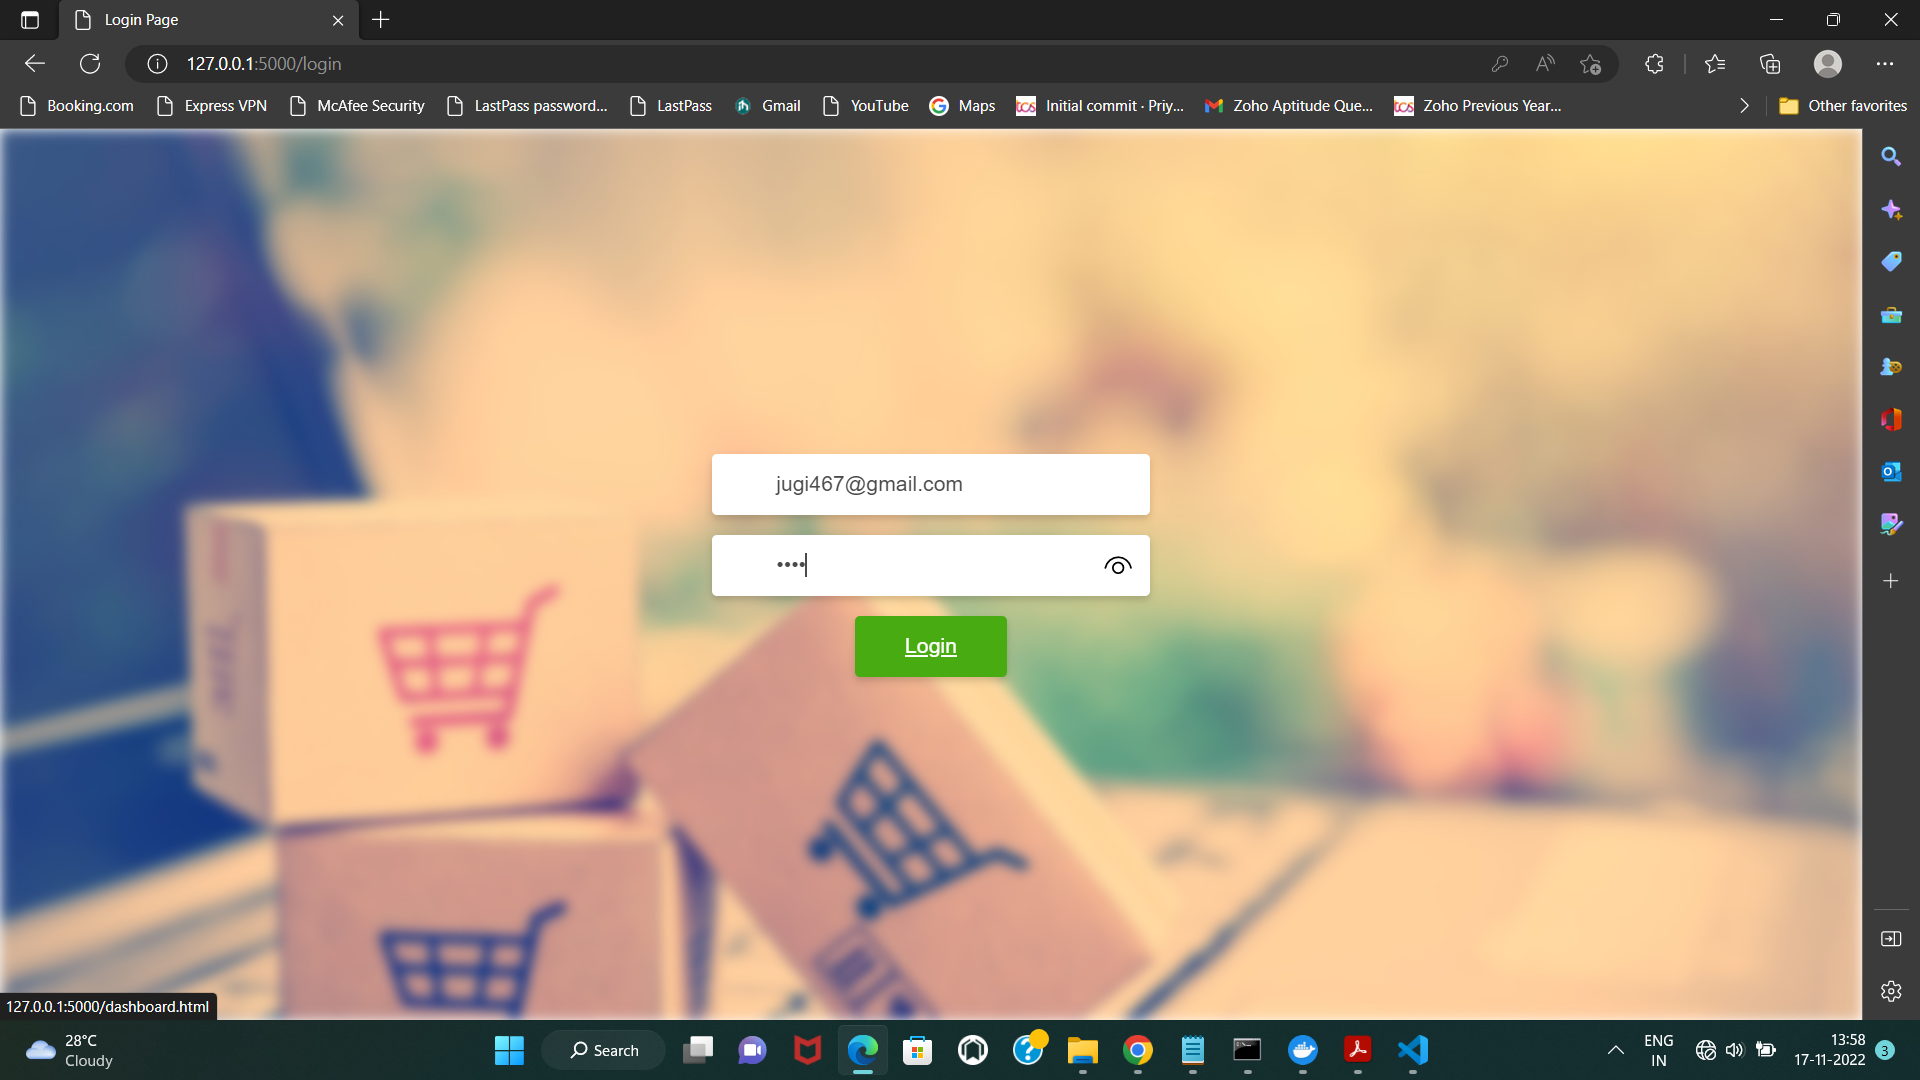 Login Page
127.0.0.1:5000/login
Booking.com
Express VPN
McAfee Security
LastPass password...
LastPass
Gmail
YouTube
Maps
Initial commit · Priy...
Zoho Aptitude Que...
Zoho Previous Year...
Other favorites
jugi467@gmail.com
••••
Login
127.0.0.1:5000/dashboard.html
28°C
Cloudy
Search
ENG
IN
13:58
17-11-2022
3